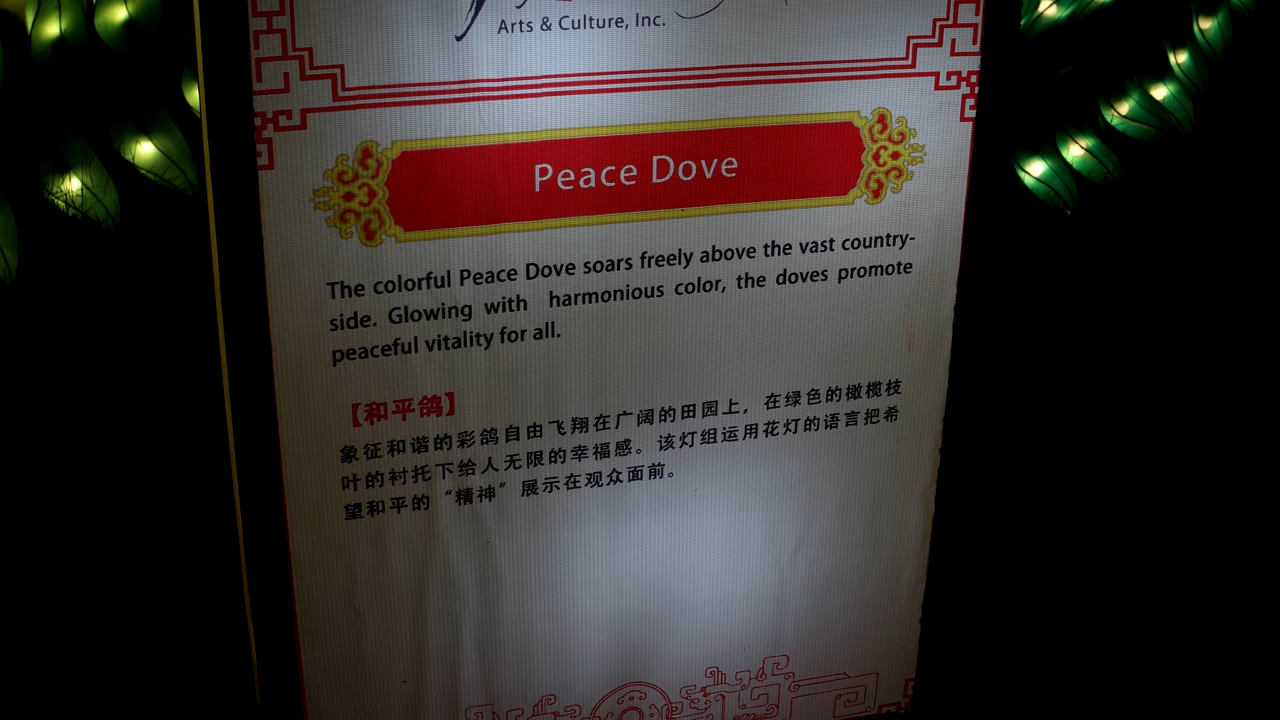 Arts & Culture, Inc.
Peace Dove
The colorful Peace Dove soars freely above the vast country-
side. Glowing with harmonious color, the doves promote
peaceful vitality for all.
【和平鸽】
象征和谐的彩鸽自由飞翔在广阔的田园上，在绿色的橄榄枝
叶的衬托下给人无限的幸福感。该灯组运用花灯的语言把希
望和平的“精神”展示在观众面前。